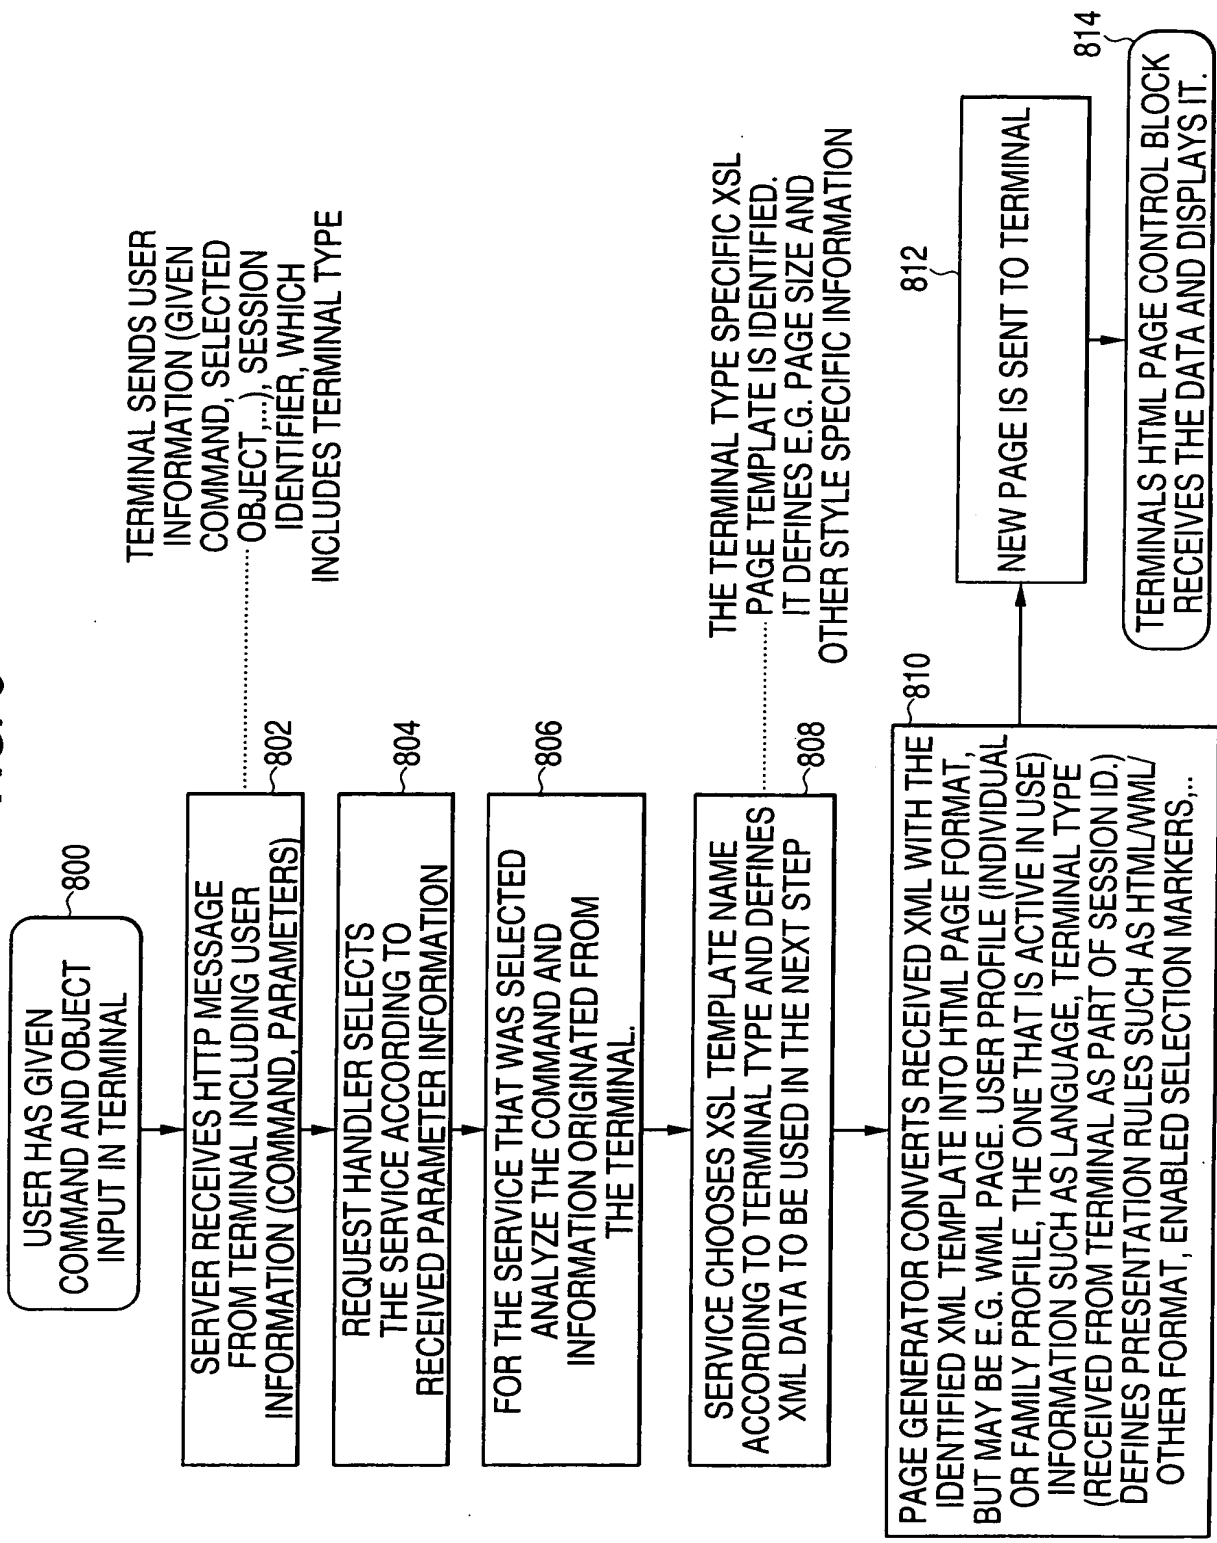 USER HAS GIVEN
COMMAND AND OBJECT
INPUT IN TERMINAL
800
SERVER RECEIVES HTTP MESSAGE
FROM TERMINAL INCLUDING USER
INFORMATION (COMMAND, PARAMETERS)
802
TERMINAL SENDS USER
INFORMATION (GIVEN
COMMAND, SELECTED
OBJECT,,...), SESSION
IDENTIFIER, WHICH
INCLUDES TERMINAL TYPE
REQUEST HANDLER SELECTS
THE SERVICE ACCORDING TO
RECEIVED PARAMETER INFORMATION
804
FOR THE SERVICE THAT WAS SELECTED
ANALYZE THE COMMAND AND
INFORMATION ORIGINATED FROM
THE TERMINAL.
806
SERVICE CHOOSES XSL TEMPLATE NAME
ACCORDING TO TERMINAL TYPE AND DEFINES
XML DATA TO BE USED IN THE NEXT STEP
808
THE TERMINAL TYPE SPECIFIC XSL
PAGE TEMPLATE IS IDENTIFIED.
IT DEFINES E.G. PAGE SIZE AND
OTHER STYLE SPECIFIC INFORMATION
PAGE GENERATOR CONVERTS RECEIVED XML WITH THE
IDENTIFIED XML TEMPLATE INTO HTML PAGE FORMAT,
BUT MAY BE E.G. WML PAGE. USER PROFILE (INDIVIDUAL
OR FAMILY PROFILE, THE ONE THAT IS ACTIVE IN USE)
INFORMATION SUCH AS LANGUAGE, TERMINAL TYPE
(RECEIVED FROM TERMINAL AS PART OF SESSION ID.)
DEFINES PRESENTATION RULES SUCH AS HTML/WML/
OTHER FORMAT, ENABLED SELECTION MARKERS,..
810
NEW PAGE IS SENT TO TERMINAL
812
TERMINALS HTML PAGE CONTROL BLOCK
RECEIVES THE DATA AND DISPLAYS IT.
814